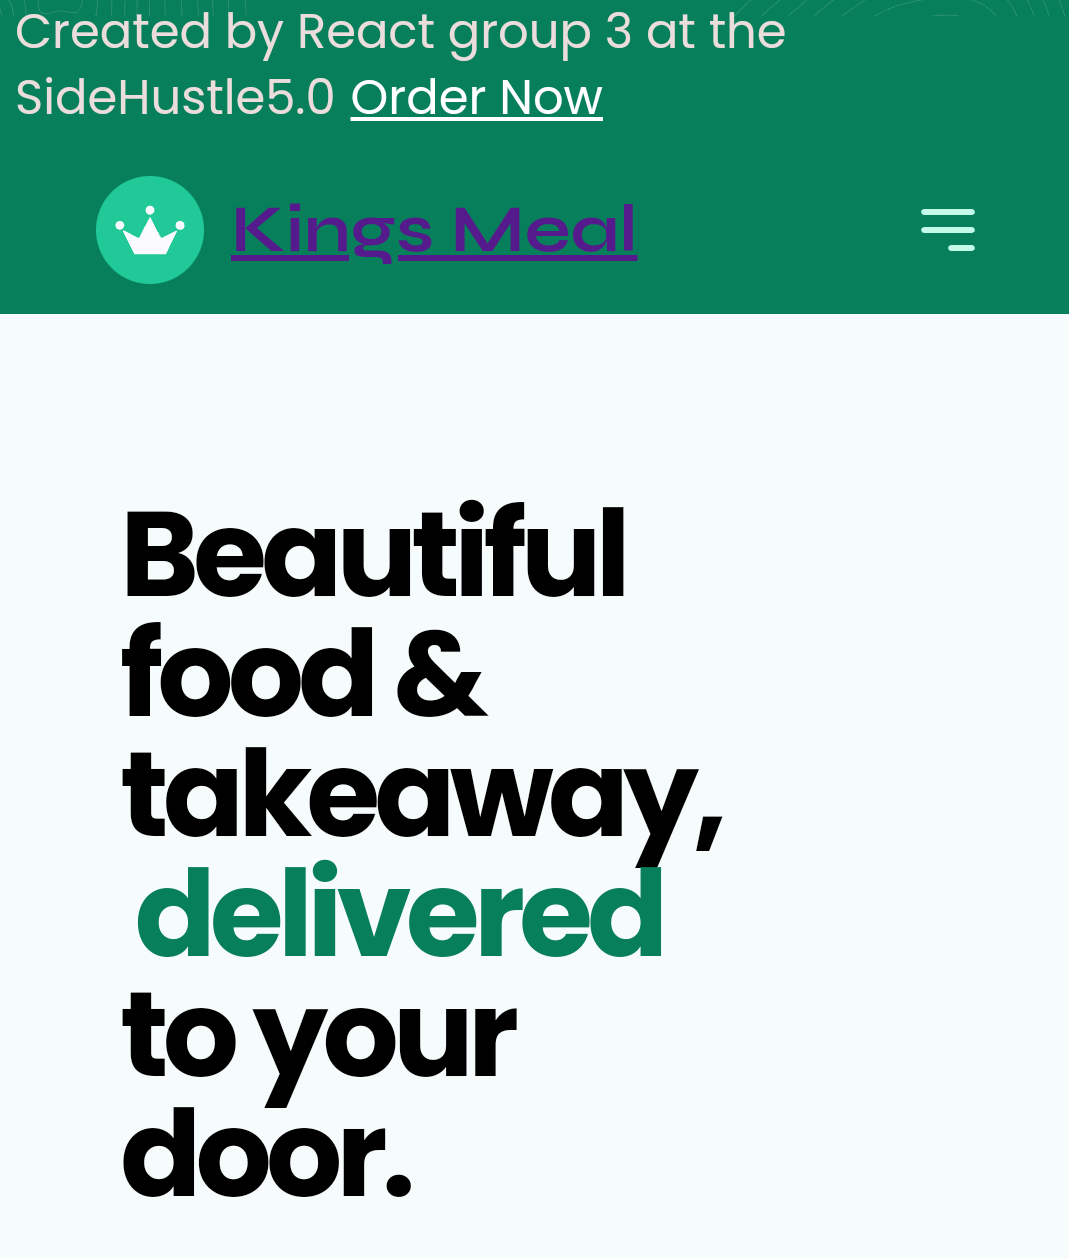 Created by React group 3 at the
SideHustle5.0 Order Now
Kings Meal
Beautiful
food &
takeaway,
delivered
to your
door.